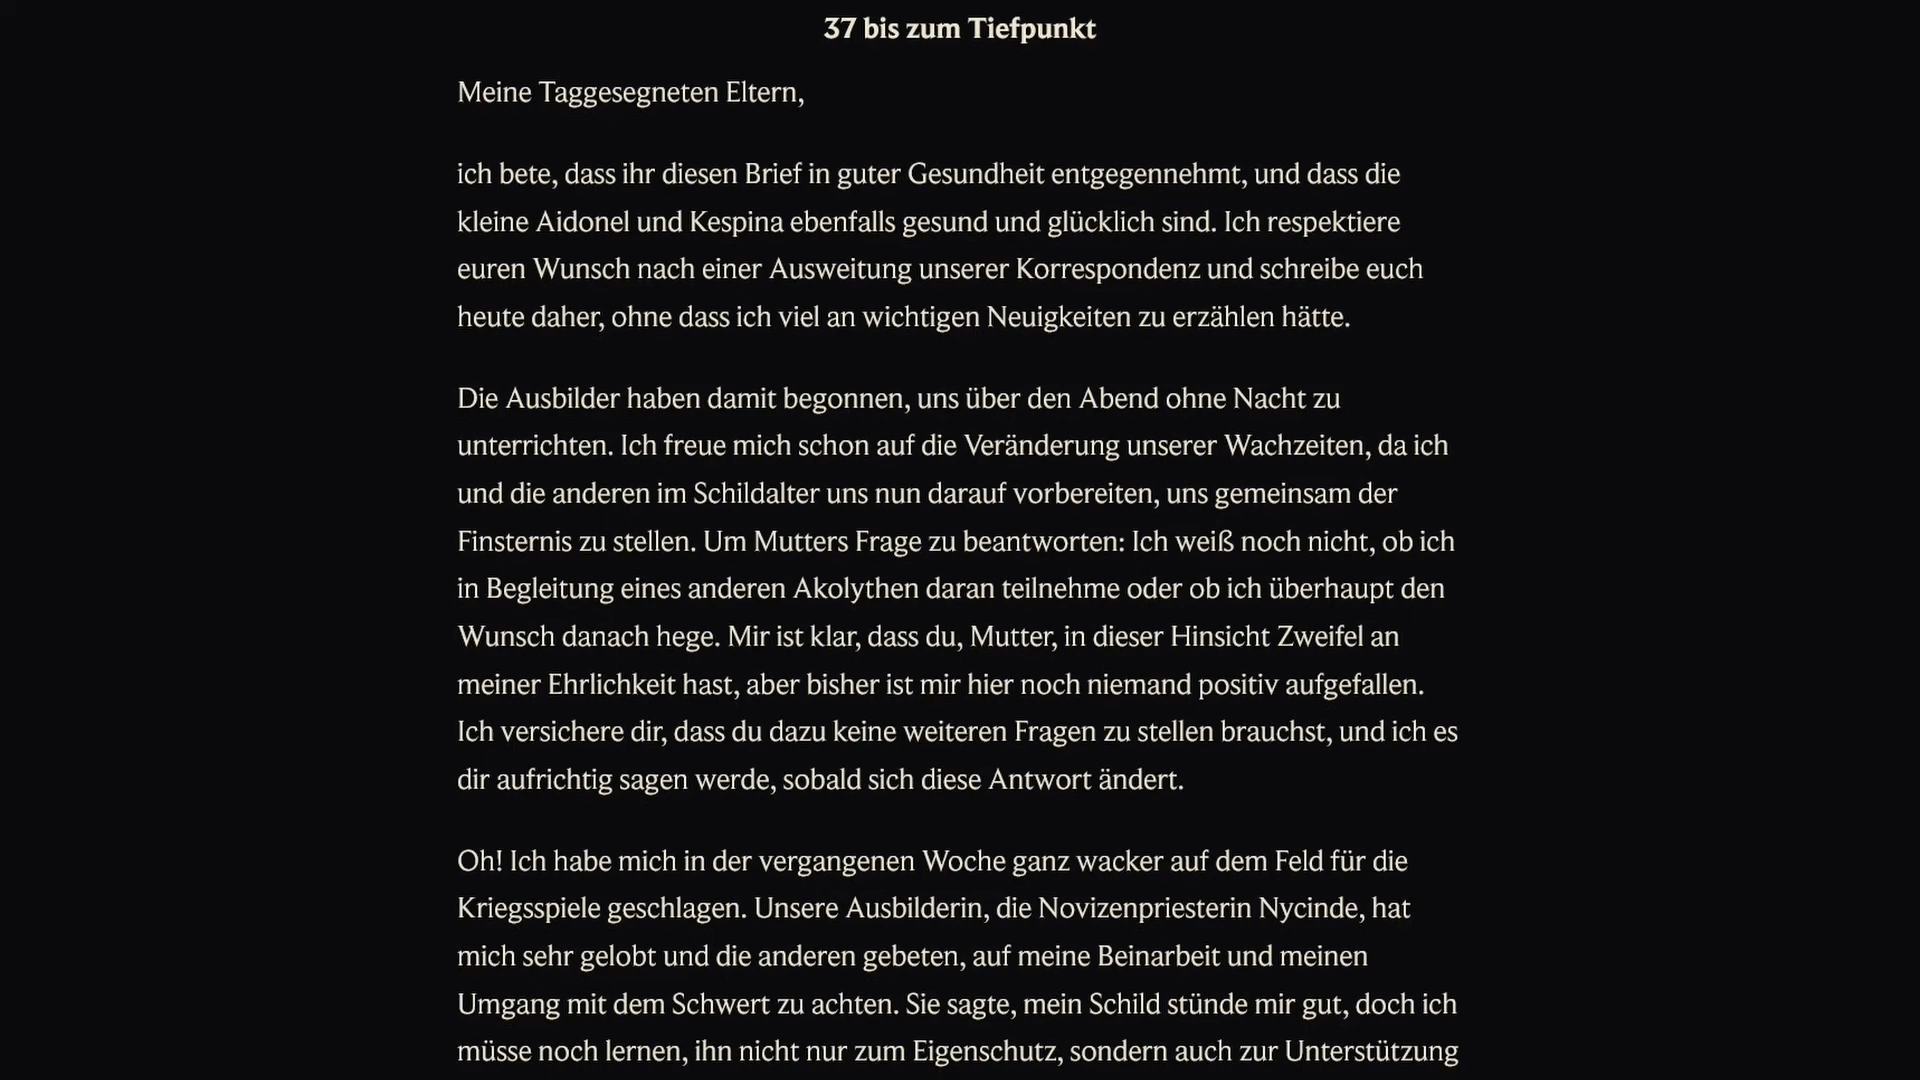 37 bis zum Tiefpunkt
Meine Taggesegneten Eltern,
ich bete, dass ihr diesen Brief in guter Gesundheit entgegennehmt, und dass die
kleine Aidonel und Kespina ebenfalls gesund und glücklich sind. Ich respektiere
euren Wunsch nach einer Ausweitung unserer Korrespondenz und schreibe euch
heute daher, ohne dass ich viel an wichtigen Neuigkeiten zu erzählen hätte.
Die Ausbilder haben damit begonnen, uns über den Abend ohne Nacht zu
unterrichten. Ich freue mich schon auf die Veränderung unserer Wachzeiten, da ich
und die anderen im Schildalter uns nun darauf vorbereiten, uns gemeinsam der
Finsternis zu stellen. Um Mutters Frage zu beantworten: Ich weiß noch nicht, ob ich
in Begleitung eines anderen Akolythen daran teilnehme oder ob ich überhaupt den
Wunsch danach hege. Mir ist klar, dass du, Mutter, in dieser Hinsicht Zweifel an
meiner Ehrlichkeit hast, aber bisher ist mir hier noch niemand positiv aufgefallen.
Ich versichere dir, dass du dazu keine weiteren Fragen zu stellen brauchst, und ich es
dir aufrichtig sagen werde, sobald sich diese Antwort ändert.
Oh! Ich habe mich in der vergangenen Woche ganz wacker auf dem Feld für die
Kriegsspiele geschlagen. Unsere Ausbilderin, die Novizenpriesterin Nycinde, hat
mich sehr gelobt und die anderen gebeten, auf meine Beinarbeit und meinen
Umgang mit dem Schwert zu achten. Sie sagte, mein Schild stünde mir gut, doch ich
müsse noch lernen, ihn nicht nur zum Eigenschutz, sondern auch zur Unterstützung